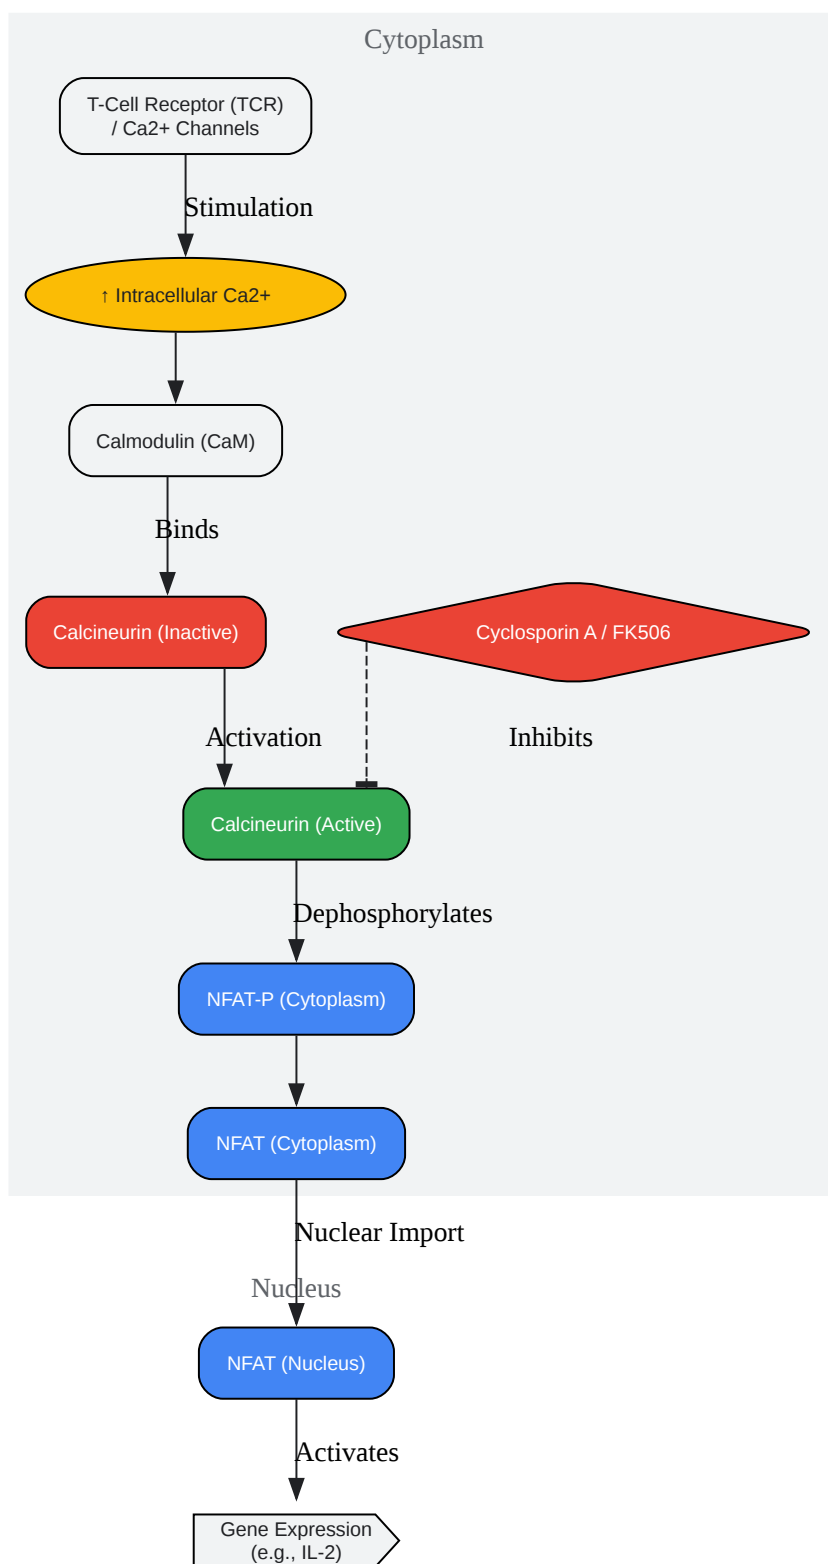 Cytoplasm
T-Cell Receptor (TCR)
/ Ca2+ Channels
Stimulation
↑ Intracellular Ca2+
Calmodulin (CaM)
Binds
Calcineurin (Inactive)
Cyclosporin A / FK506
Activation
Inhibits
Calcineurin (Active)
Dephosphorylates
NFAT-P (Cytoplasm)
NFAT (Cytoplasm)
Nuclear Import
Nucleus
NFAT (Nucleus)
Activates
Gene Expression
(e.g., IL-2)